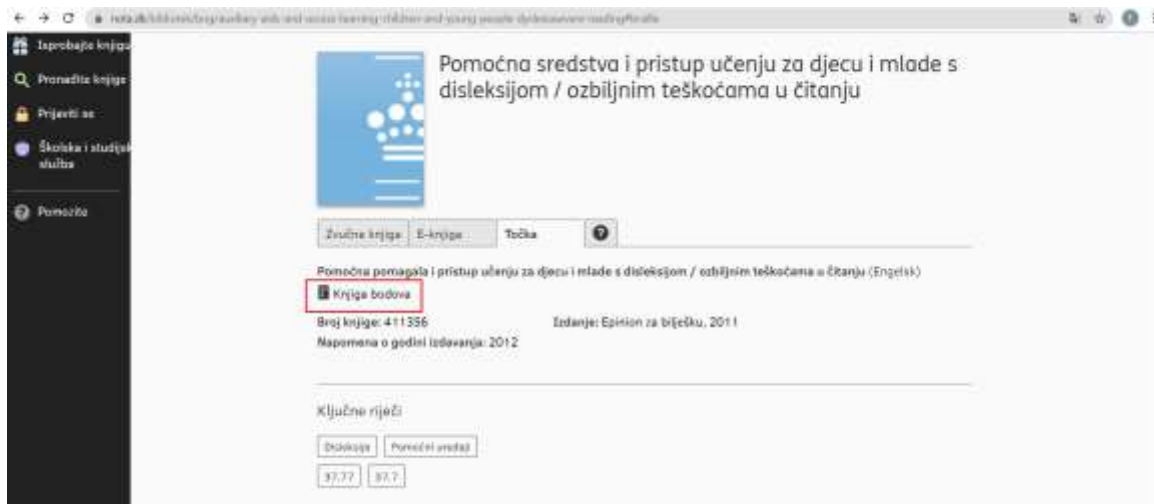 Isprobajte knjigu
Pronađite knjige
Prijaviti se
Školska i studijsk
služba
Pomozite
Pomoćna sredstva i pristup učenju za djecu i mlade s
disleksijom / ozbiljnim teškoćama u čitanju
Zvučna knjiga E-knjiga Točka ?
Pomoćna pomagala i pristup učenju za djecu i mlade s disleksijom / ozbiljnim teškoćama u čitanju (Engelsk)
Knjiga bodova
Broj knjige: 411356 Izdanje: Epinion za bilješku, 2011
Napomena o godini izdavanja: 2012
Ključne riječi
Disleksija Pomoćni uređaji
37.77 37.7